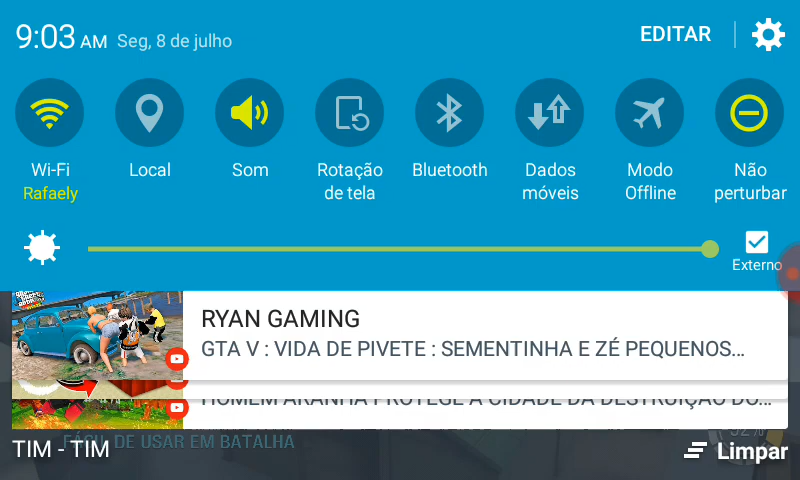 9:03 AM Seg, 8 de julho
EDITAR
Wi-Fi
Rafaely
Local
Som
Rotação
de tela
Bluetooth
Dados
móveis
Modo
Offline
Não
perturbar
Externo
RYAN GAMING
GTA V : VIDA DE PIVETE : SEMENTINHA E ZÉ PEQUENOS...
HOMEM ARANHA PROTEGE A CIDADE DA DESTRUIÇÃO DO...
FÁCIL DE USAR EM BATALHA
TIM - TIM
Limpar